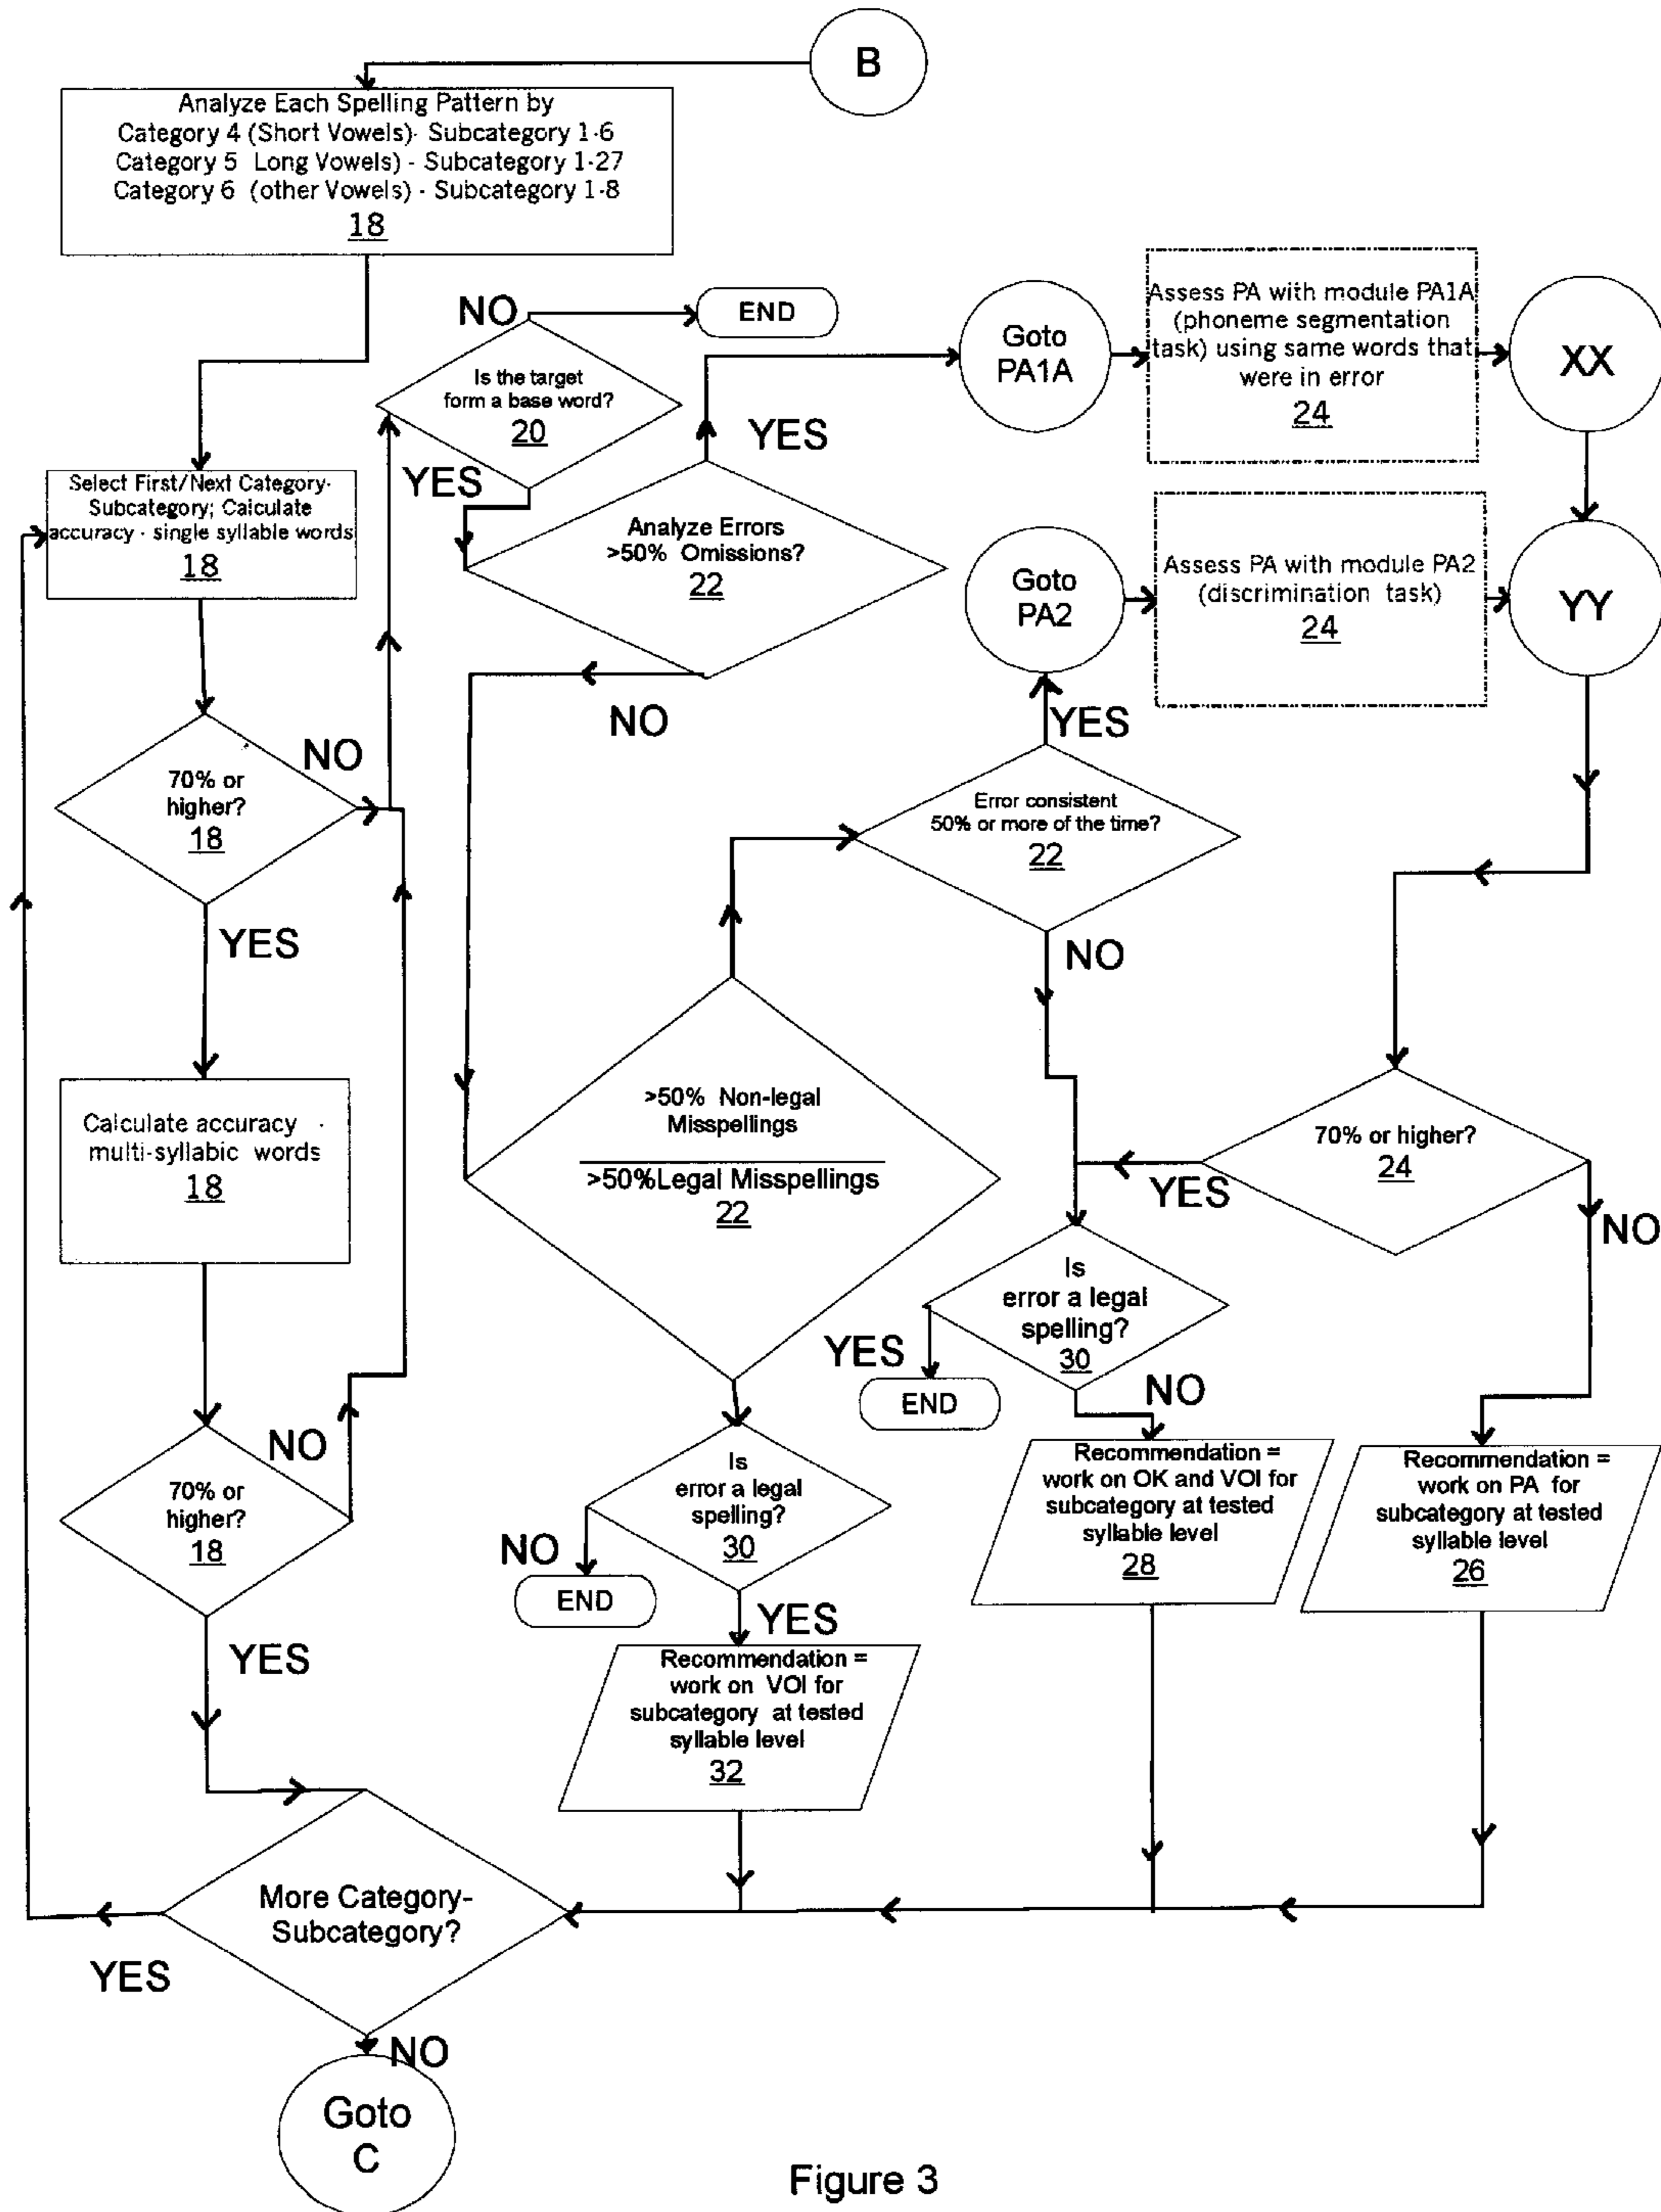 B
Analyze Each Spelling Pattern by
Category 4 (Short Vowels)- Subcategory 1-6
Category 5 Long Vowels) - Subcategory 1-27
Category 6 (other Vowels) - Subcategory 1-8
18
NO
END
Is the target
form a base word?
20
YES
YES
Goto
PA1A
Assess PA with module PA1A
(phoneme segmentation
task) using same words that
were in error
24
XX
Select First/Next Category-
Subcategory; Calculate
accuracy - single syllable words
18
Analyze Errors
>50% Omissions?
22
NO
Goto
PA2
Assess PA with module PA2
(discrimination task)
24
YY
YES
70% or
higher?
18
NO
YES
Error consistent
50% or more of the time?
22
NO
Calculate accuracy -
multi-syllabic words
18
>50% Non-legal
Misspellings
>50%Legal Misspellings
22
70% or higher?
24
YES
NO
Is
error a legal
spelling?
30
YES
END
NO
70% or
higher?
18
NO
YES
Is
error a legal
spelling?
30
NO
END
YES
Recommendation =
work on OK and VOI for
subcategory at tested
syllable level
28
Recommendation =
work on PA for
subcategory at tested
syllable level
26
Recommendation =
work on VOI for
subcategory at tested
syllable level
32
More Category-
Subcategory?
YES
NO
Goto
C
Figure 3